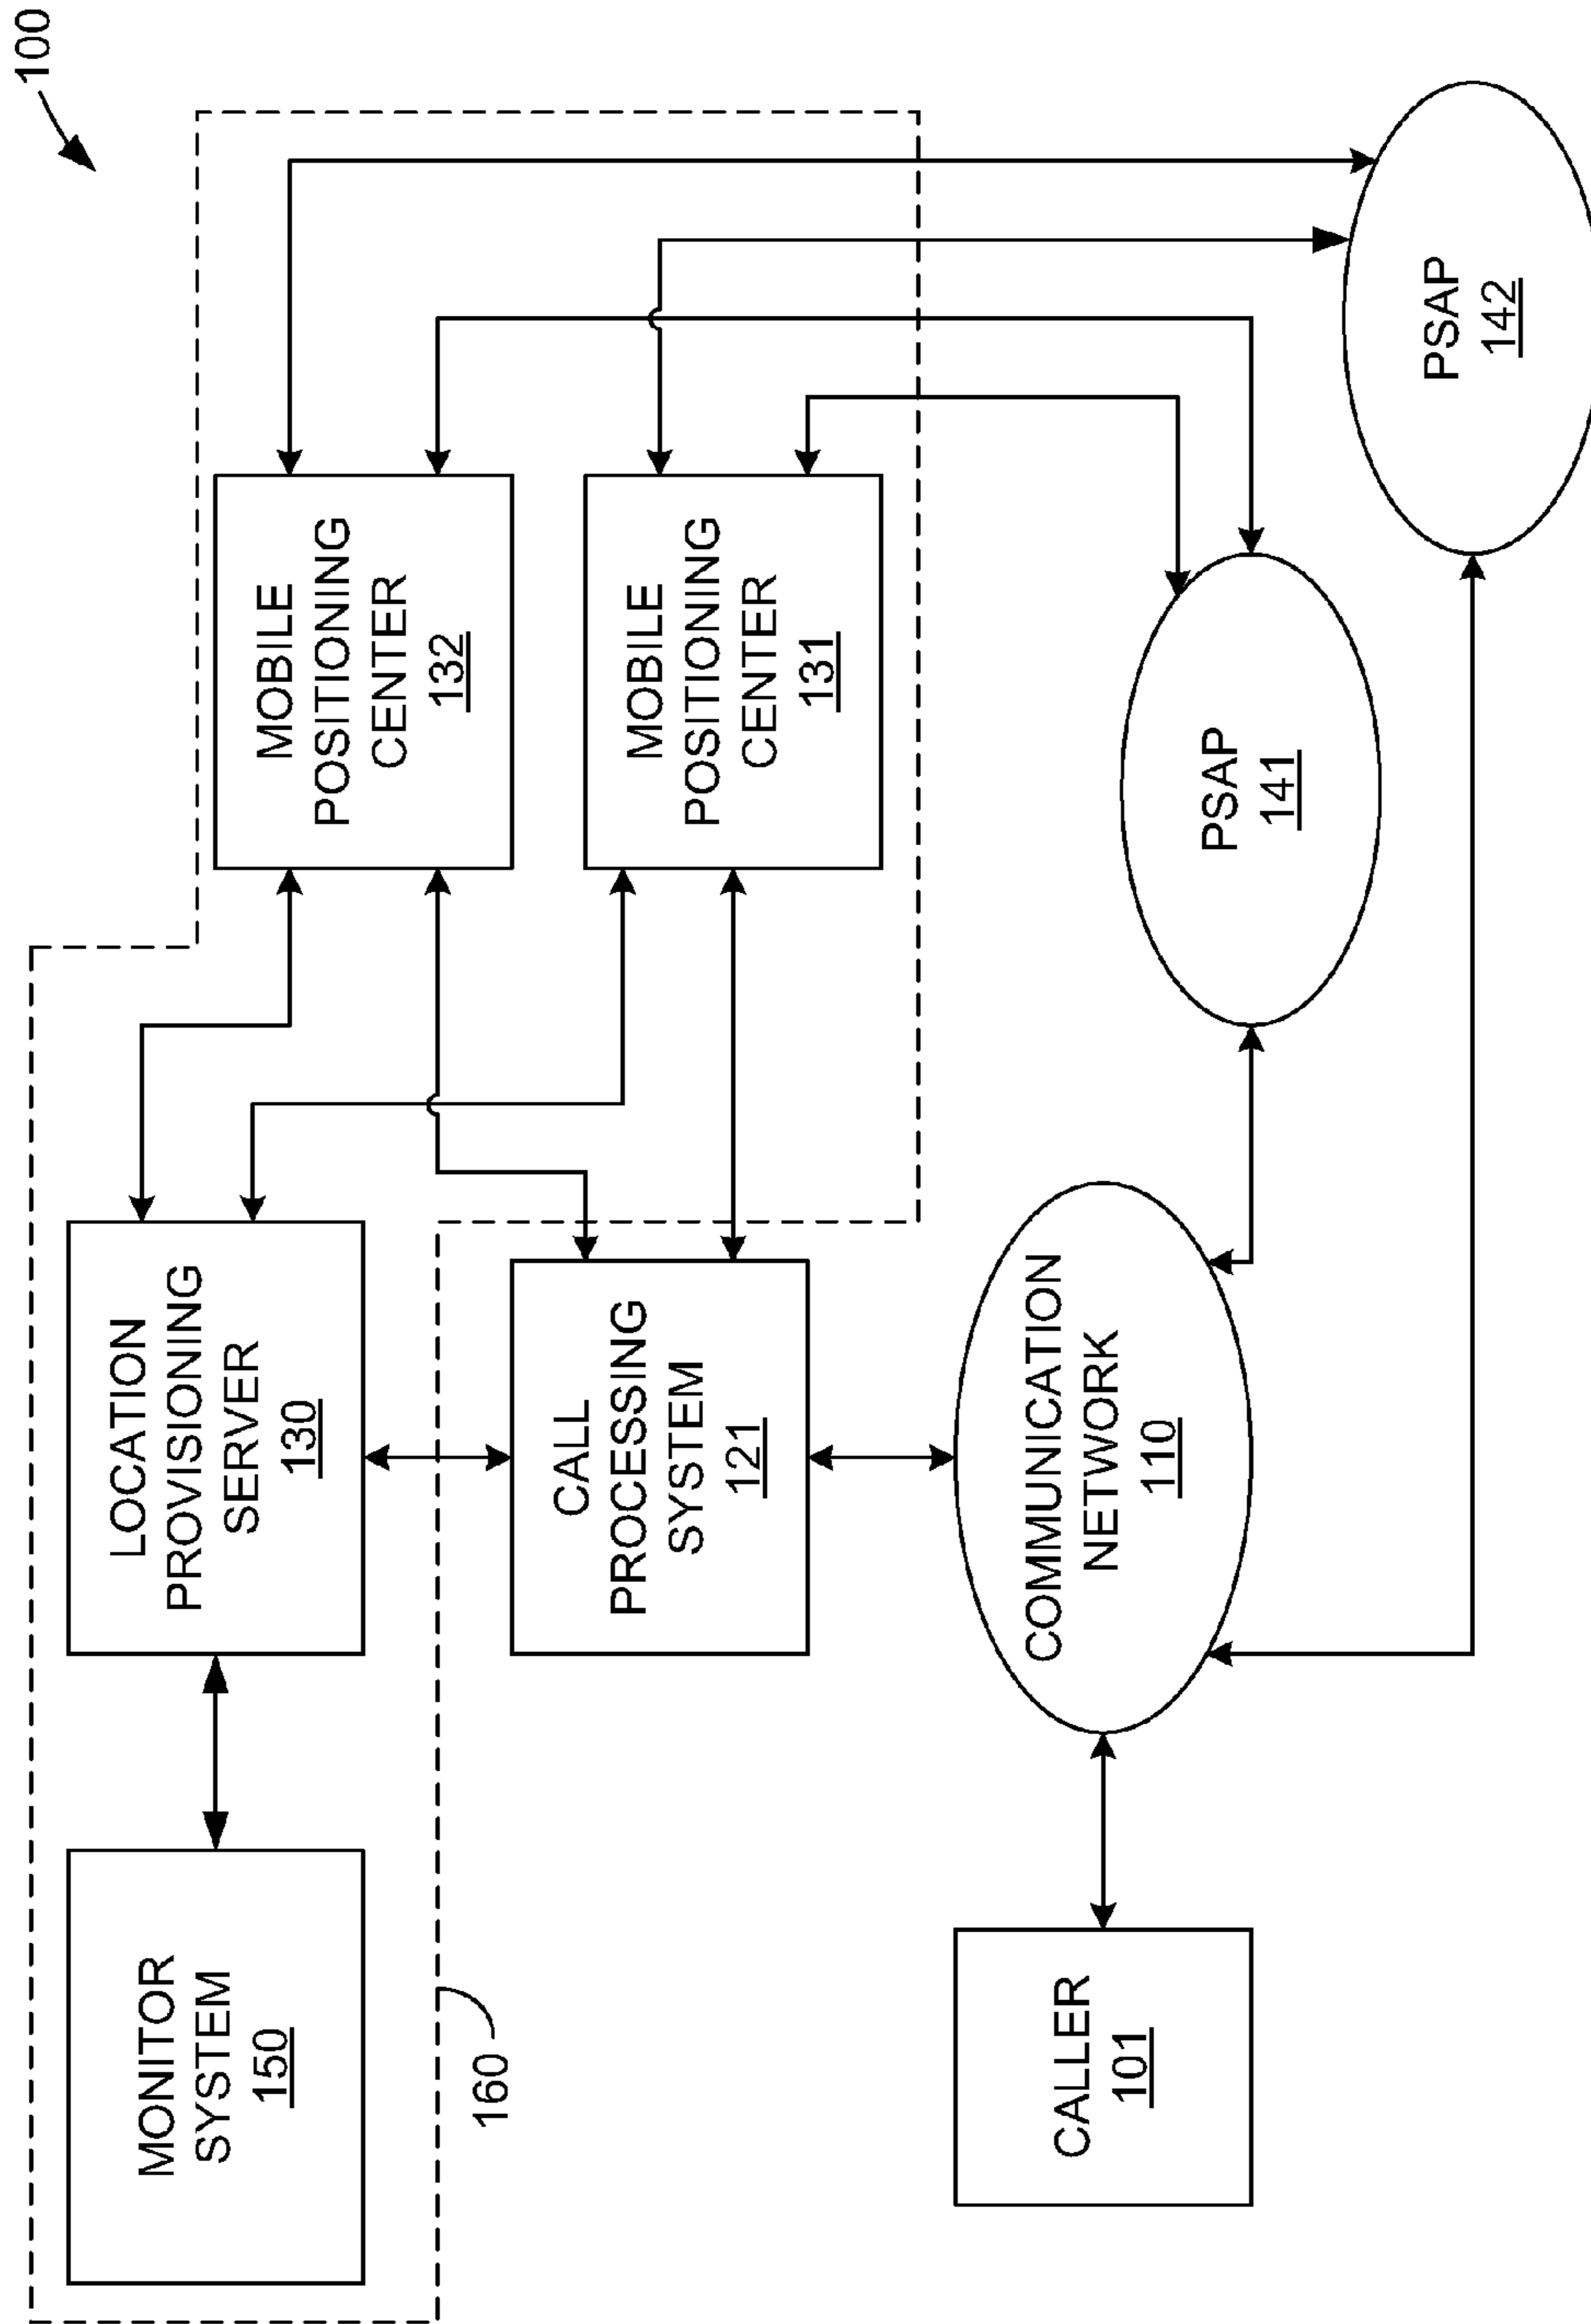 100
MONITOR
SYSTEM
150
LOCATION
PROVISIONING
SERVER
130
MOBILE
POSITIONING
CENTER
132
160
CALL
PROCESSING
SYSTEM
121
MOBILE
POSITIONING
CENTER
131
CALLER
101
COMMUNICATION
NETWORK
110
PSAP
141
PSAP
142